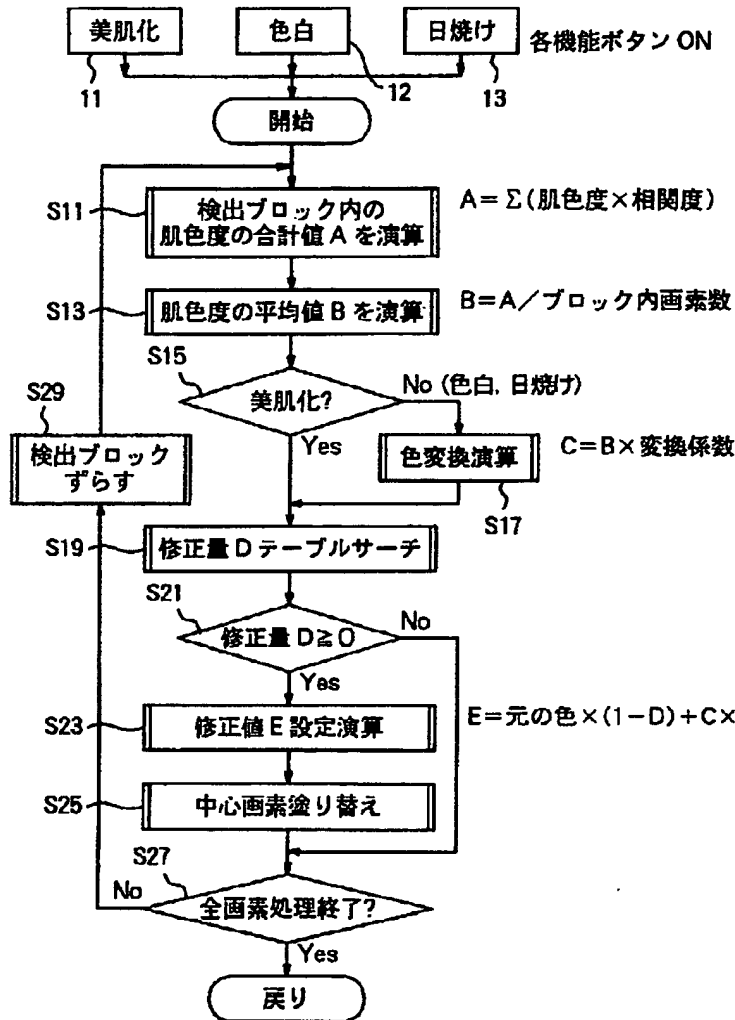 美肌化
色白
日焼け
各機能ボタン ON
11
12
13
開始
S11
検出ブロック内の
肌色度の合計値 A を演算
A=Σ(肌色度×相関度)
S13
肌色度の平均値 B を演算
B=A/ブロック内画素数
S15
美肌化?
No (色白, 日焼け)
Yes
S29
検出ブロック
ずらす
色変換演算
C=B×変換係数
S17
S19
修正量 D テーブルサーチ
S21
修正量 D≧0
No
Yes
S23
修正値 E 設定演算
E=元の色×(1-D)+C×
S25
中心画素塗り替え
S27
No
全画素処理終了?
Yes
戻り